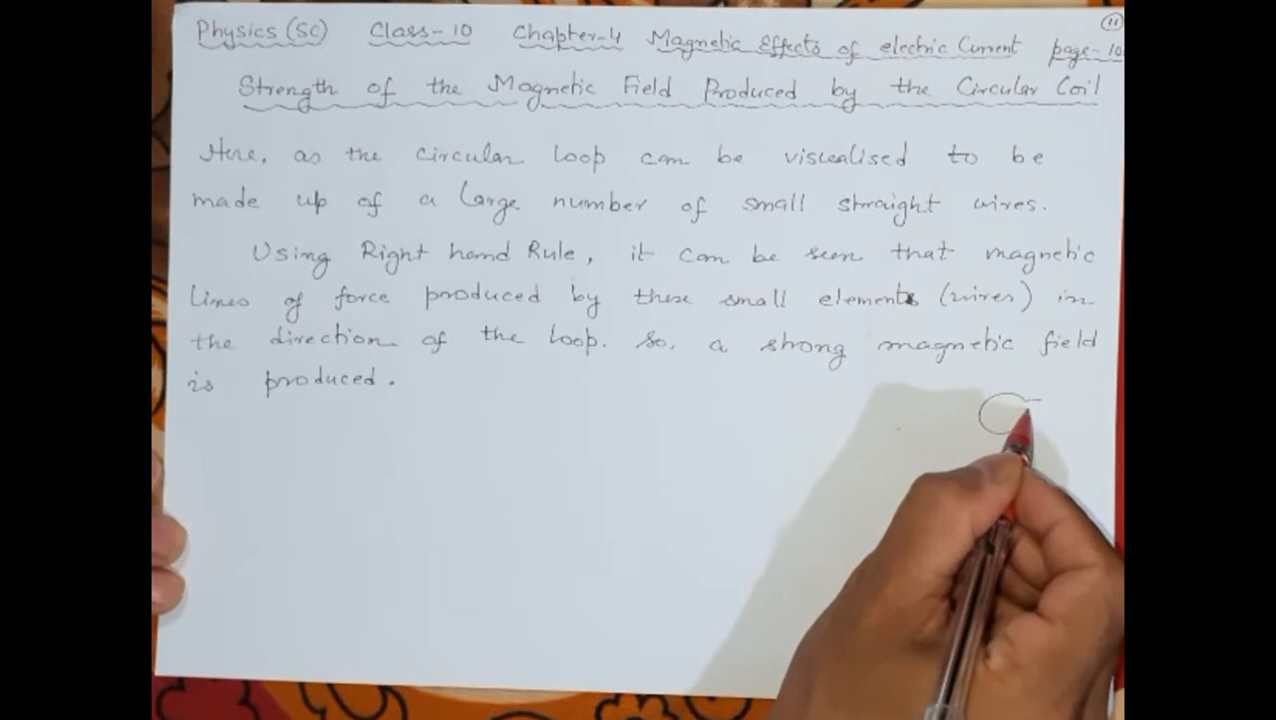 11
Physics (SC) Class-10 Chapter-4 Magnetic Effects of electric Current page-10
Strength of the Magnetic Field Produced by the Circular Coil
Here, as the circular loop can be visualised to be
made up of a large number of small straight wires.
Using Right hand Rule, it can be seen that magnetic
lines of force produced by these small elements (wires) in
the direction of the loop. So, a strong magnetic field
is produced.